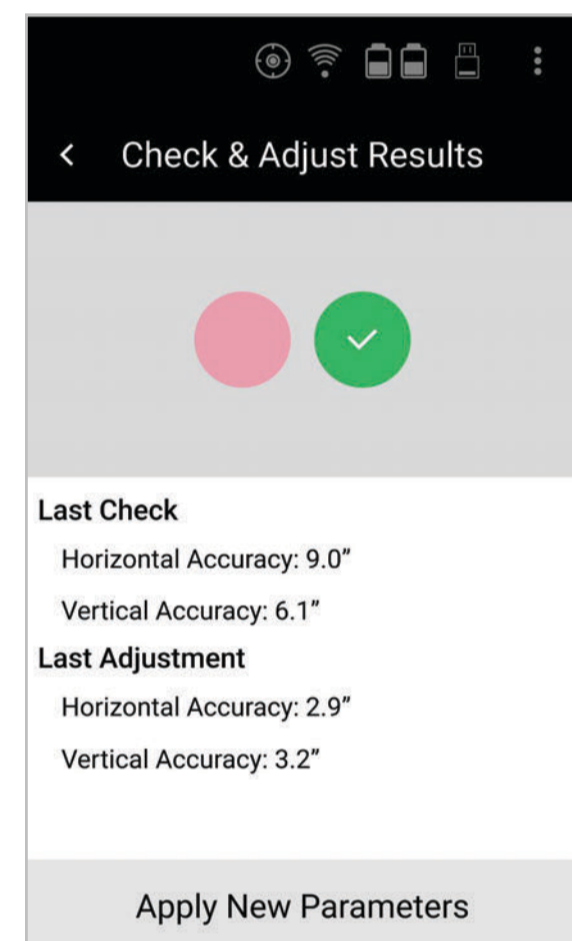 Check & Adjust Results
Last Check
Horizontal Accuracy: 9.0”
Vertical Accuracy: 6.1”
Last Adjustment
Horizontal Accuracy: 2.9”
Vertical Accuracy: 3.2”
Apply New Parameters